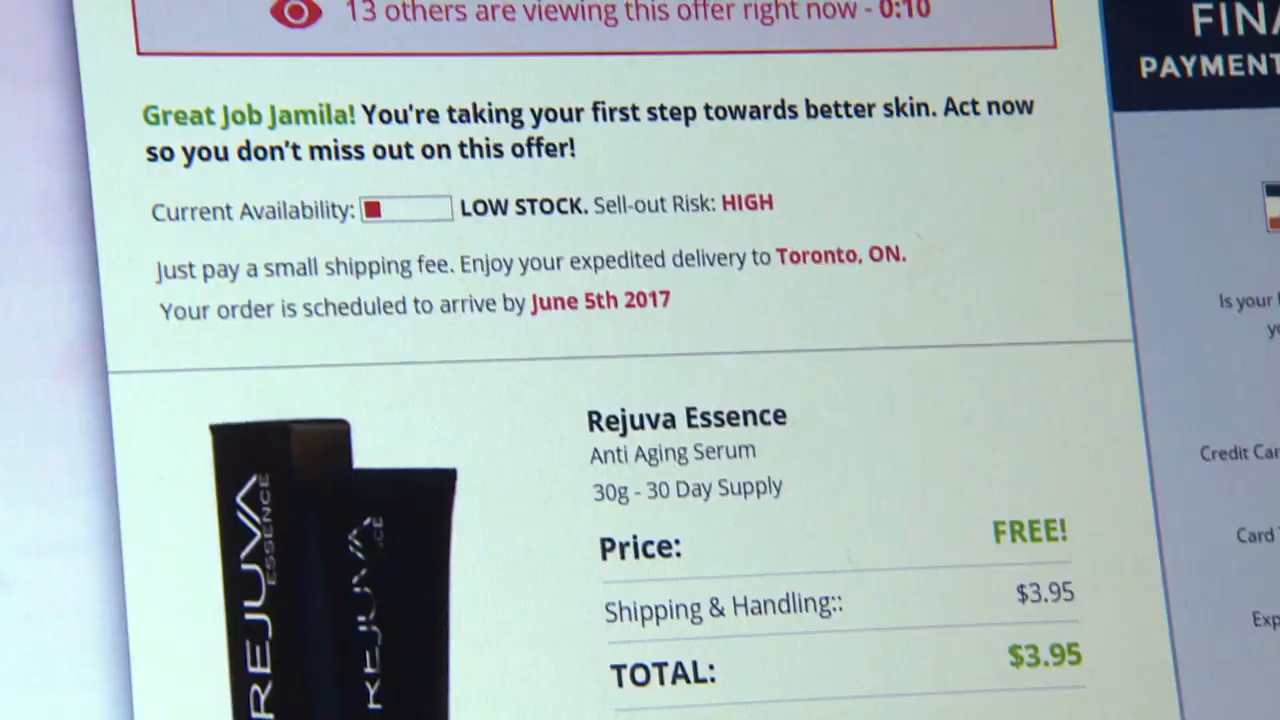 13 others are viewing this offer right now - 0:10
FIN
PAYMENT
Great Job Jamila! You're taking your first step towards better skin. Act now
so you don't miss out on this offer!
Current Availability: LOW STOCK. Sell-out Risk: HIGH
Just pay a small shipping fee. Enjoy your expedited delivery to Toronto, ON.
Your order is scheduled to arrive by June 5th 2017
Is your
Rejuva Essence
Anti Aging Serum
30g - 30 Day Supply
Price: FREE!
Shipping & Handling:: $3.95
TOTAL: $3.95
Credit Car
Card
Exp
REJUVA
ESSENCE
REJUVA
CE